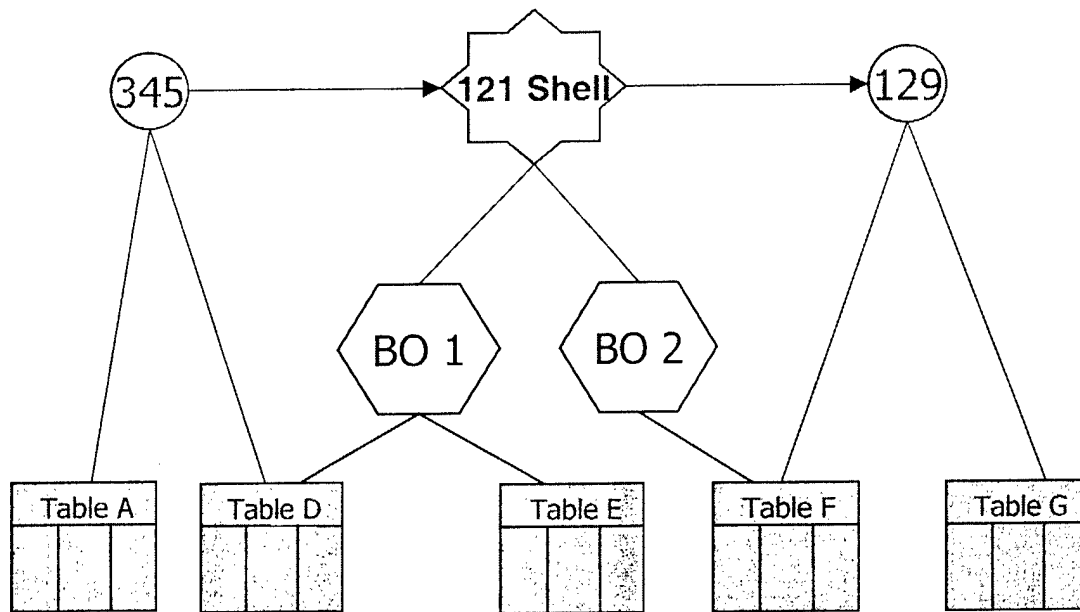 345
121 Shell
129
BO 1
BO 2
Table A
Table D
Table E
Table F
Table G